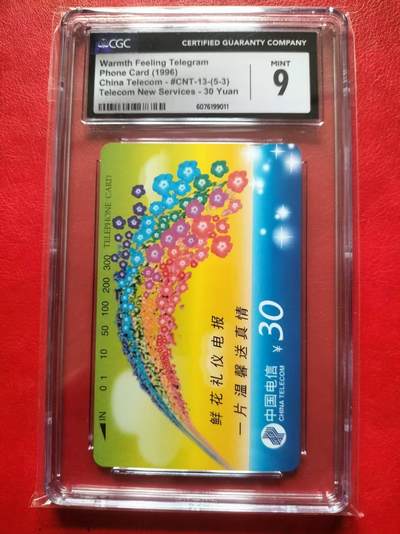 CGC
CERTIFIED GUARANTY COMPANY
Warmth Feeling Telegram
Phone Card (1996)
China Telecom - #CNT-13-(5-3)
Telecom New Services - 30 Yuan
MINT
9
6076199011
IN 0 1 10 50 100 200 300 TELEPHONE CARD
鲜花礼仪电报
一片温馨送真情
¥30
中国电信
CHINA TELECOM